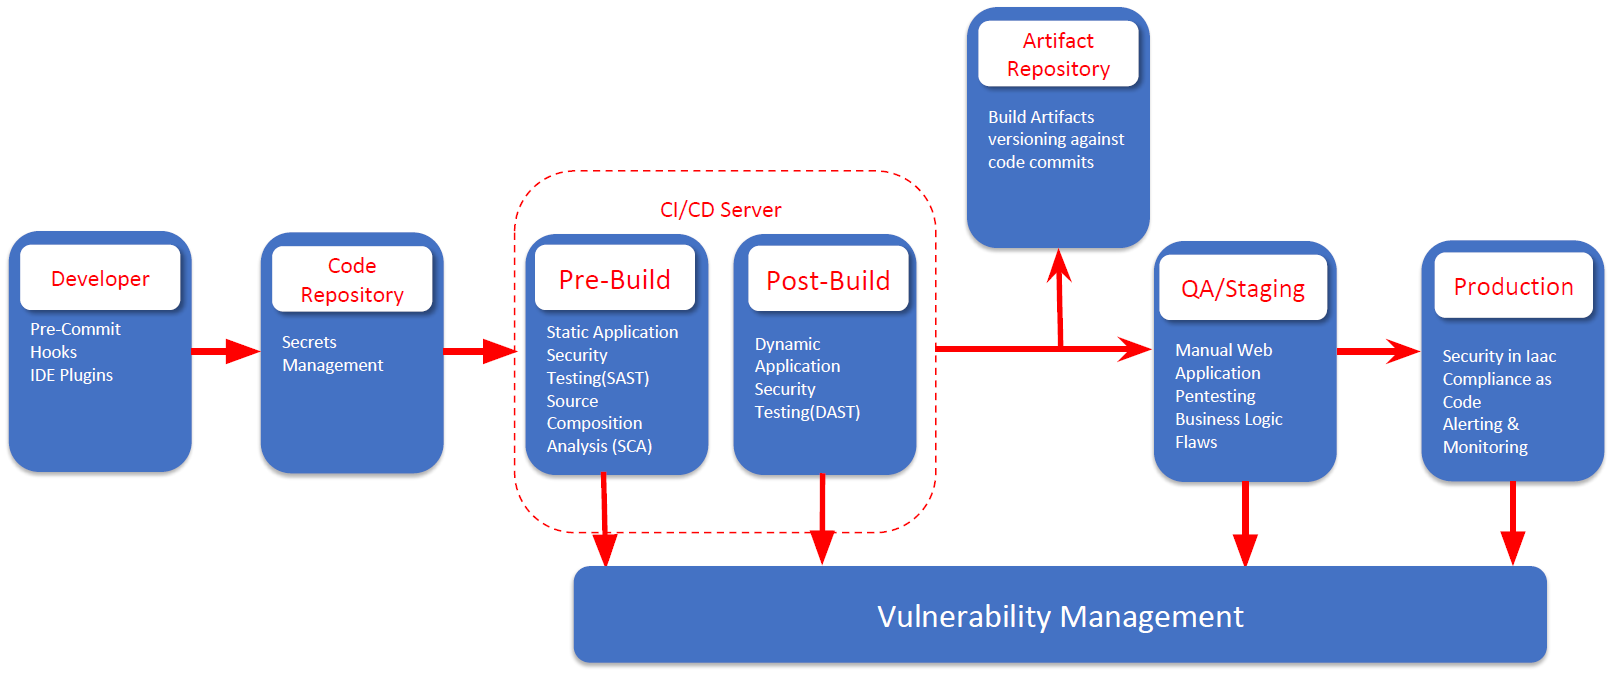 Developer
Pre-Commit
Hooks
IDE Plugins
Code
Repository
Secrets
Management
CI/CD Server
Pre-Build
Static Application
Security
Testing(SAST)
Source
Composition
Analysis (SCA)
Post-Build
Dynamic
Application
Security
Testing(DAST)
Artifact
Repository
Build Artifacts
versioning against
code commits
QA/Staging
Manual Web
Application
Pentesting
Business Logic
Flaws
Production
Security in Iaac
Compliance as
Code
Alerting &
Monitoring
Vulnerability Management